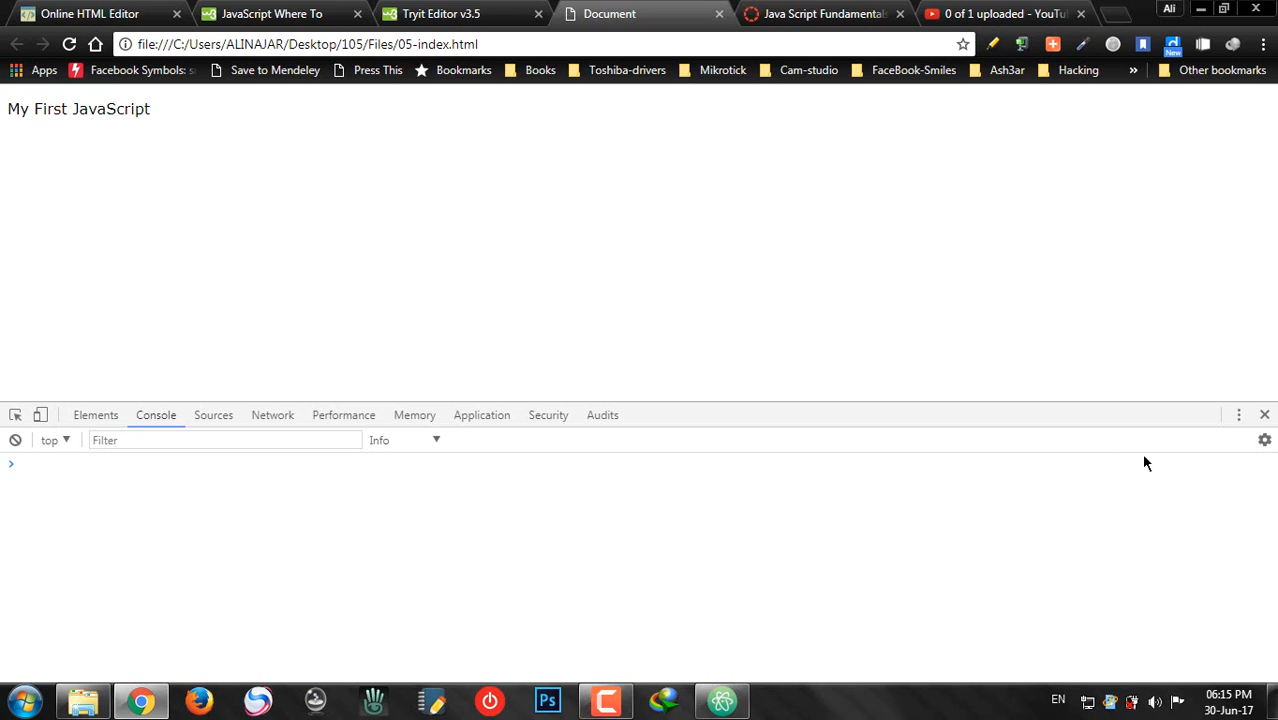 Online HTML Editor
JavaScript Where To
Tryit Editor v3.5
Document
Java Script Fundamentals
0 of 1 uploaded - YouTu
Ali
file:///C:/Users/ALINAJAR/Desktop/105/Files/05-index.html
New
Apps
Facebook Symbols: s
Save to Mendeley
Press This
Bookmarks
Books
Toshiba-drivers
Mikrotick
Cam-studio
FaceBook-Smiles
Ash3ar
Hacking
»
Other bookmarks
My First JavaScript
Elements
Console
Sources
Network
Performance
Memory
Application
Security
Audits
top
Filter
Info
>
Ps
EN
06:15 PM
30-Jun-17